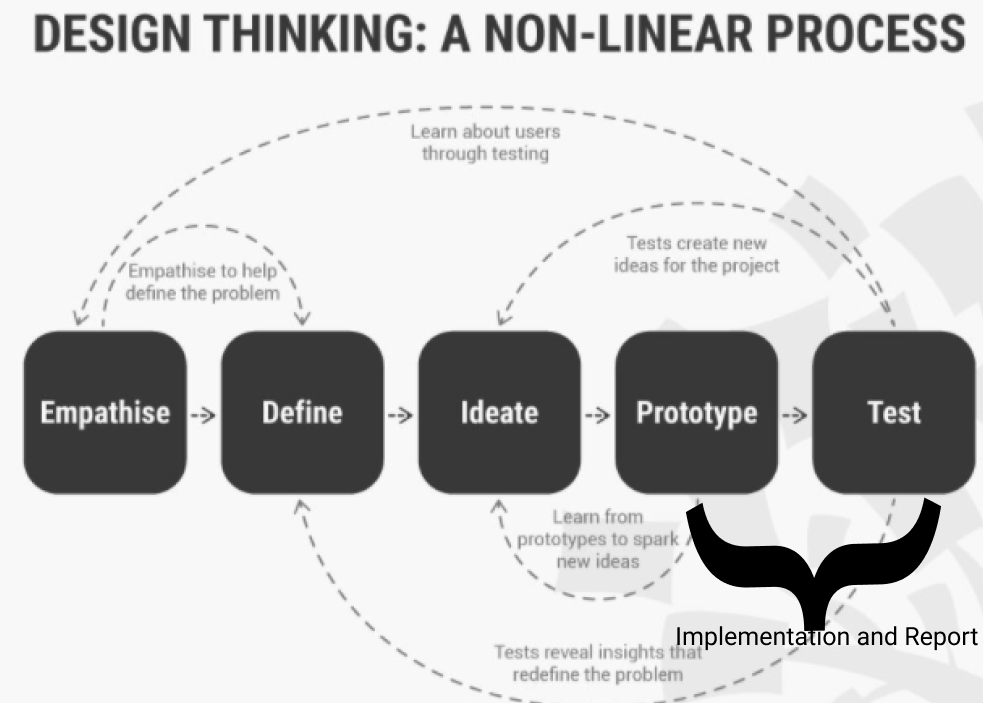 DESIGN THINKING: A NON-LINEAR PROCESS
Learn about users
through testing
Tests create new
ideas for the project
Empathise to help
define the problem
Empathise
Define
Ideate
Prototype
Test
Learn from
prototypes to spark
new ideas
Implementation and Report
Tests reveal insights that
redefine the problem